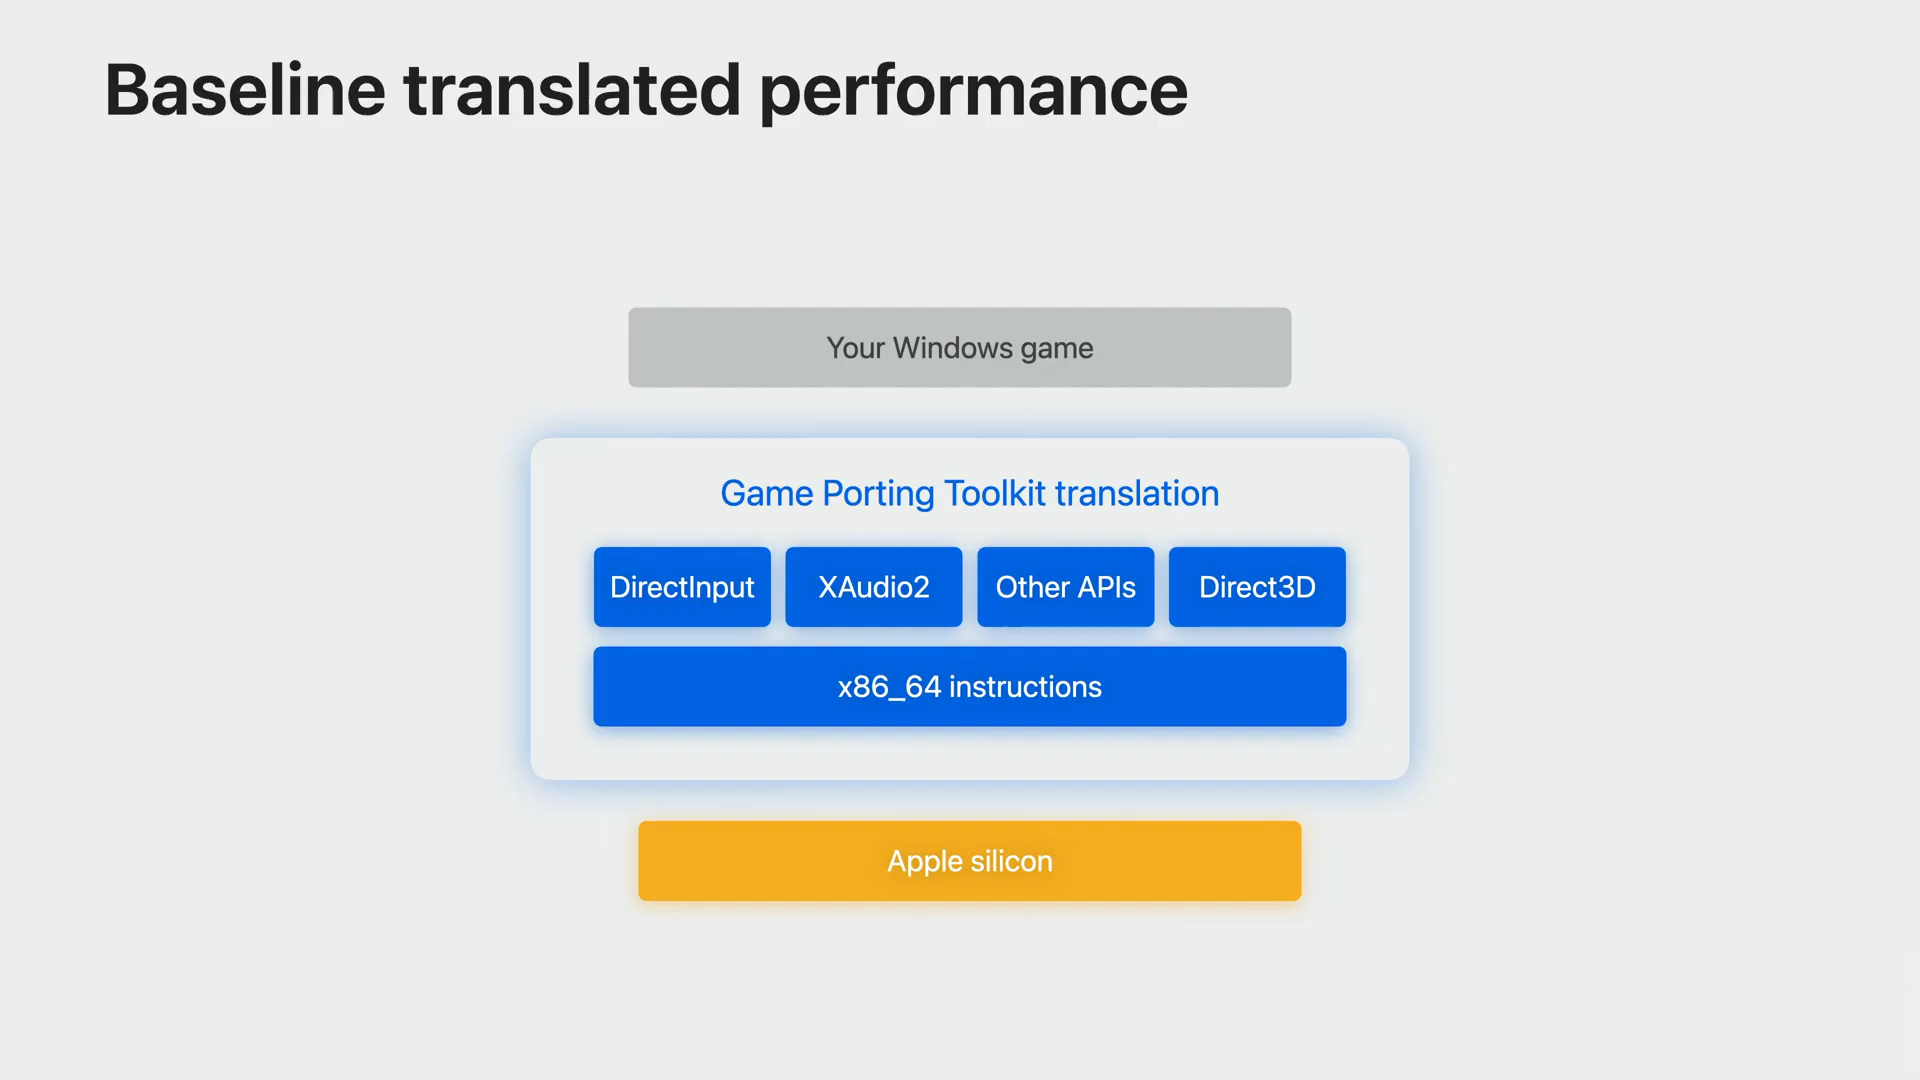 Baseline translated performance
Your Windows game
Game Porting Toolkit translation
DirectInput
XAudio2
Other APIs
Direct3D
x86_64 instructions
Apple silicon